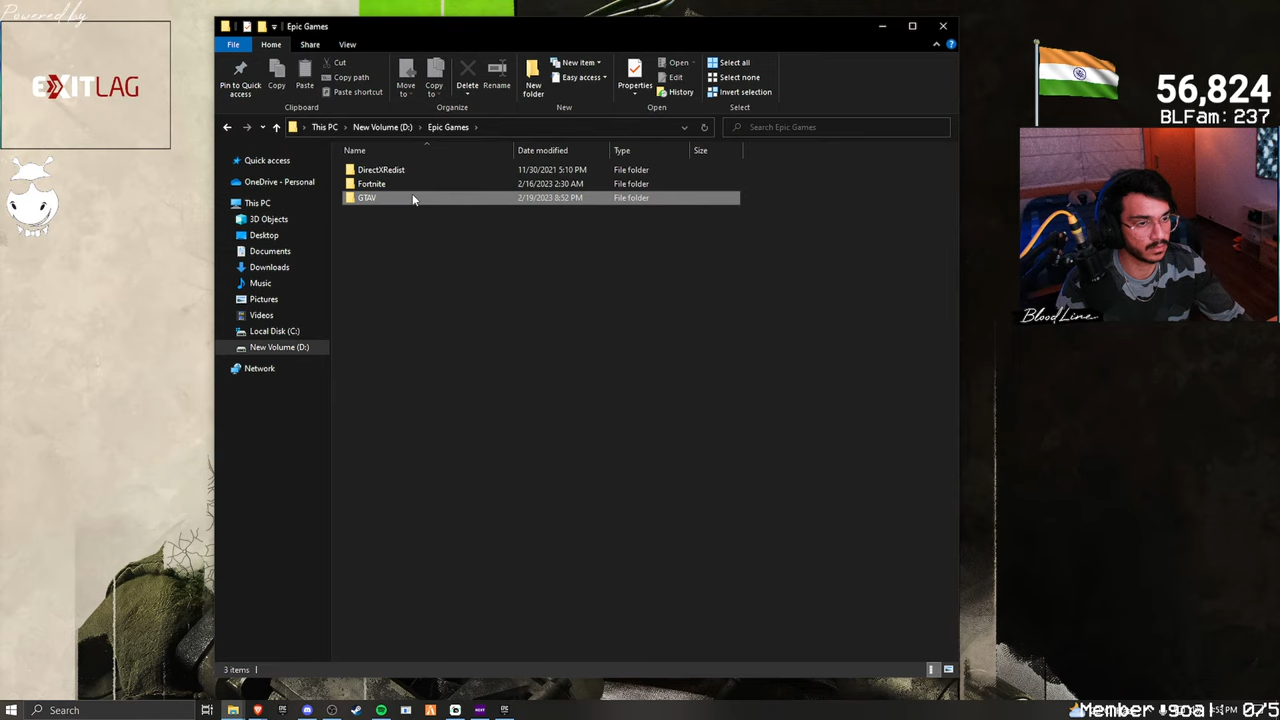 Powered by
EXITLAG
Epic Games
File
Home
Share
View
Pin to Quick access
Copy
Paste
Cut
Copy path
Paste shortcut
Clipboard
Move to
Copy to
Delete
Rename
Organize
New folder
New item
Easy access
New
Properties
Open
Edit
History
Open
Select all
Select none
Invert selection
Select
This PC > New Volume (D:) > Epic Games >
Search Epic Games
Name
Date modified
Type
Size
DirectXRedist
11/30/2021 5:10 PM
File folder
Fortnite
2/16/2023 2:30 AM
File folder
GTAV
2/19/2023 8:52 PM
File folder
Quick access
OneDrive - Personal
This PC
3D Objects
Desktop
Documents
Downloads
Music
Pictures
Videos
Local Disk (C:)
New Volume (D:)
Network
3 items
56,824
BLFam: 237
BloodLine
Search
Member goal 0/5